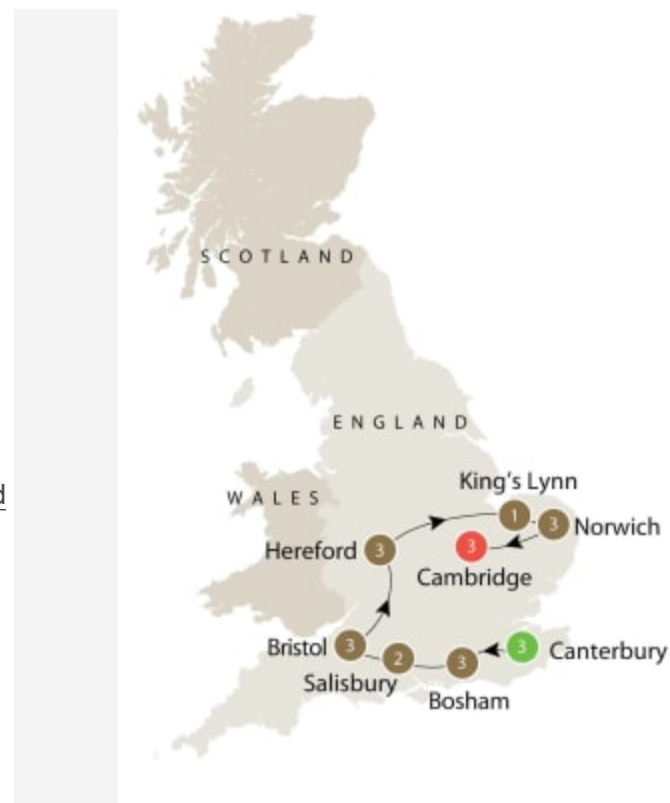 SCOTLAND
ENGLAND
WALES
d
King's Lynn
1
3
Norwich
Hereford
3
3
Cambridge
Bristol
3
2
3
3
Canterbury
Salisbury
Bosham